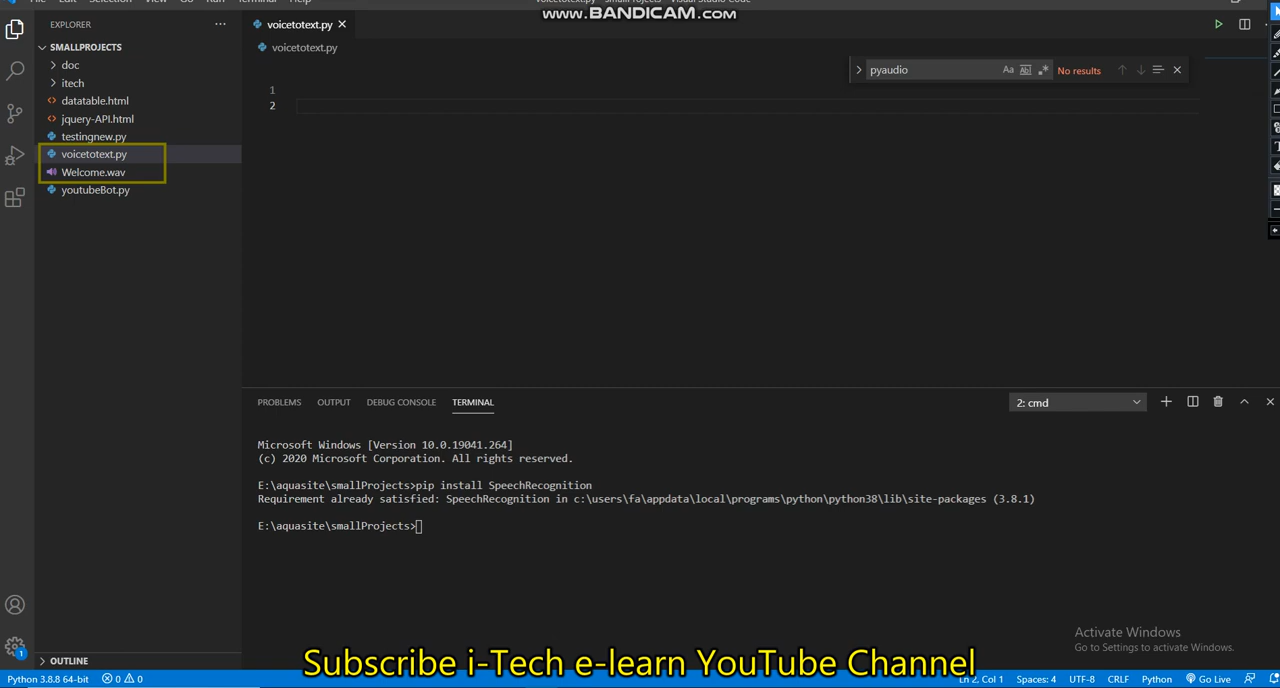 www.BANDICAM.com
EXPLORER
voicetotext.py
SMALLPROJECTS
voicetotext.py
doc
itech
datatable.html
jquery-API.html
testingnew.py
voicetotext.py
Welcome.wav
youtubeBot.py
pyaudio
Aa
Abl
No results
1
2
PROBLEMS
OUTPUT
DEBUG CONSOLE
TERMINAL
2: cmd
Microsoft Windows [Version 10.0.19041.264]
(c) 2020 Microsoft Corporation. All rights reserved.
E:\aquasite\smallProjects>pip install SpeechRecognition
Requirement already satisfied: SpeechRecognition in c:\users\fa\appdata\local\programs\python\python38\lib\site-packages (3.8.1)
E:\aquasite\smallProjects>
Activate Windows
Go to Settings to activate Windows.
OUTLINE
1
Subscribe i-Tech e-learn YouTube Channel
Python 3.8.8 64-bit
0
0
Ln 2, Col 1
Spaces: 4
UTF-8
CRLF
Python
Go Live